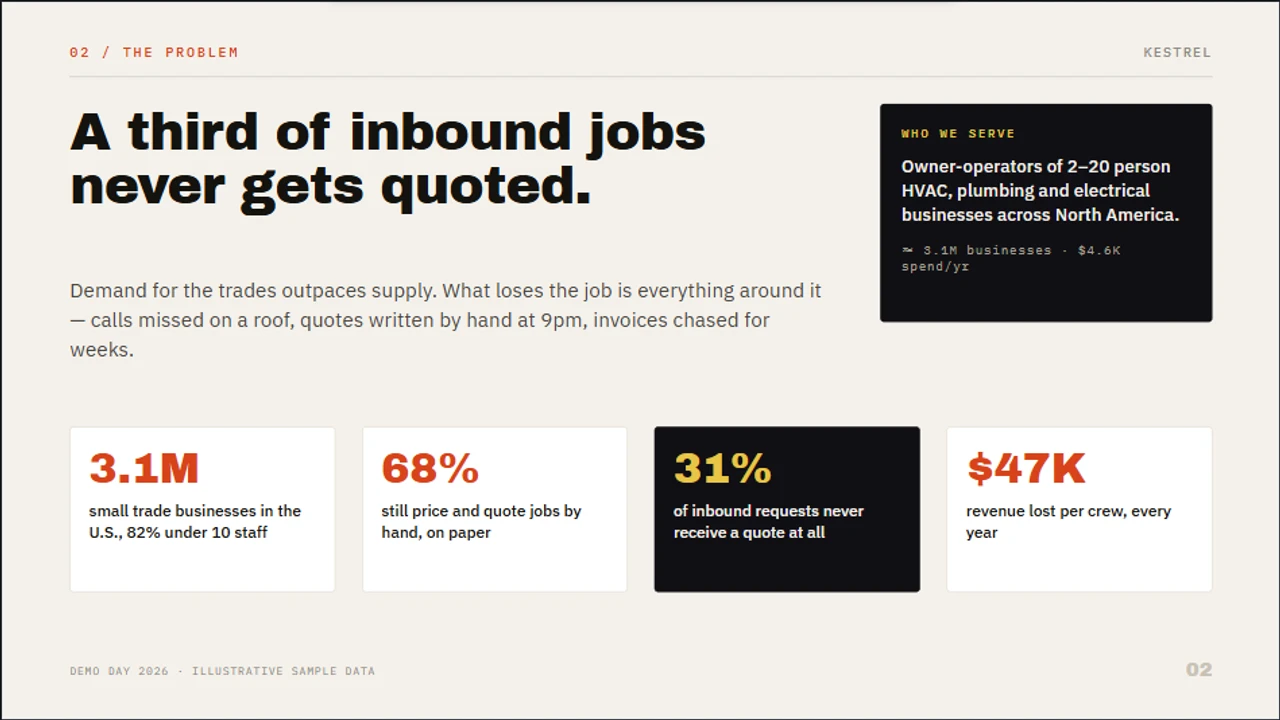 02 / THE PROBLEM
KESTREL
A third of inbound jobs
never gets quoted.
WHO WE SERVE
Owner-operators of 2–20 person
HVAC, plumbing and electrical
businesses across North America.
≈ 3.1M businesses · $4.6K
spend/yr
Demand for the trades outpaces supply. What loses the job is everything around it
— calls missed on a roof, quotes written by hand at 9pm, invoices chased for
weeks.
3.1M
small trade businesses in the
U.S., 82% under 10 staff
68%
still price and quote jobs by
hand, on paper
31%
of inbound requests never
receive a quote at all
$47K
revenue lost per crew, every
year
DEMO DAY 2026 · ILLUSTRATIVE SAMPLE DATA
02